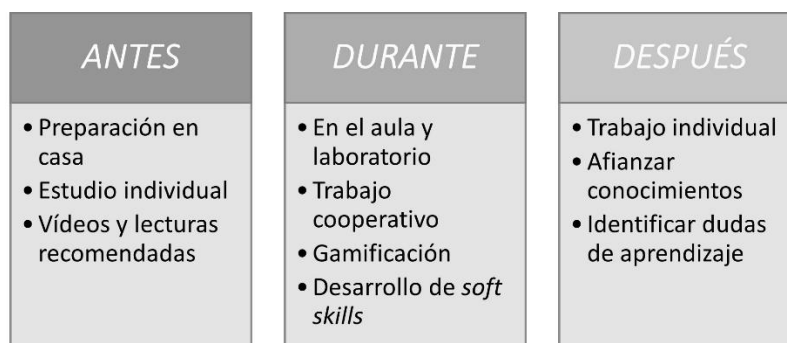 ANTES
• Preparación en
casa
• Estudio individual
• Vídeos y lecturas
recomendadas
DURANTE
• En el aula y
laboratorio
• Trabajo
cooperativo
• Gamificación
• Desarrollo de soft
skills
DESPUÉS
• Trabajo individual
• Afianzar
conocimientos
• Identificar dudas
de aprendizaje